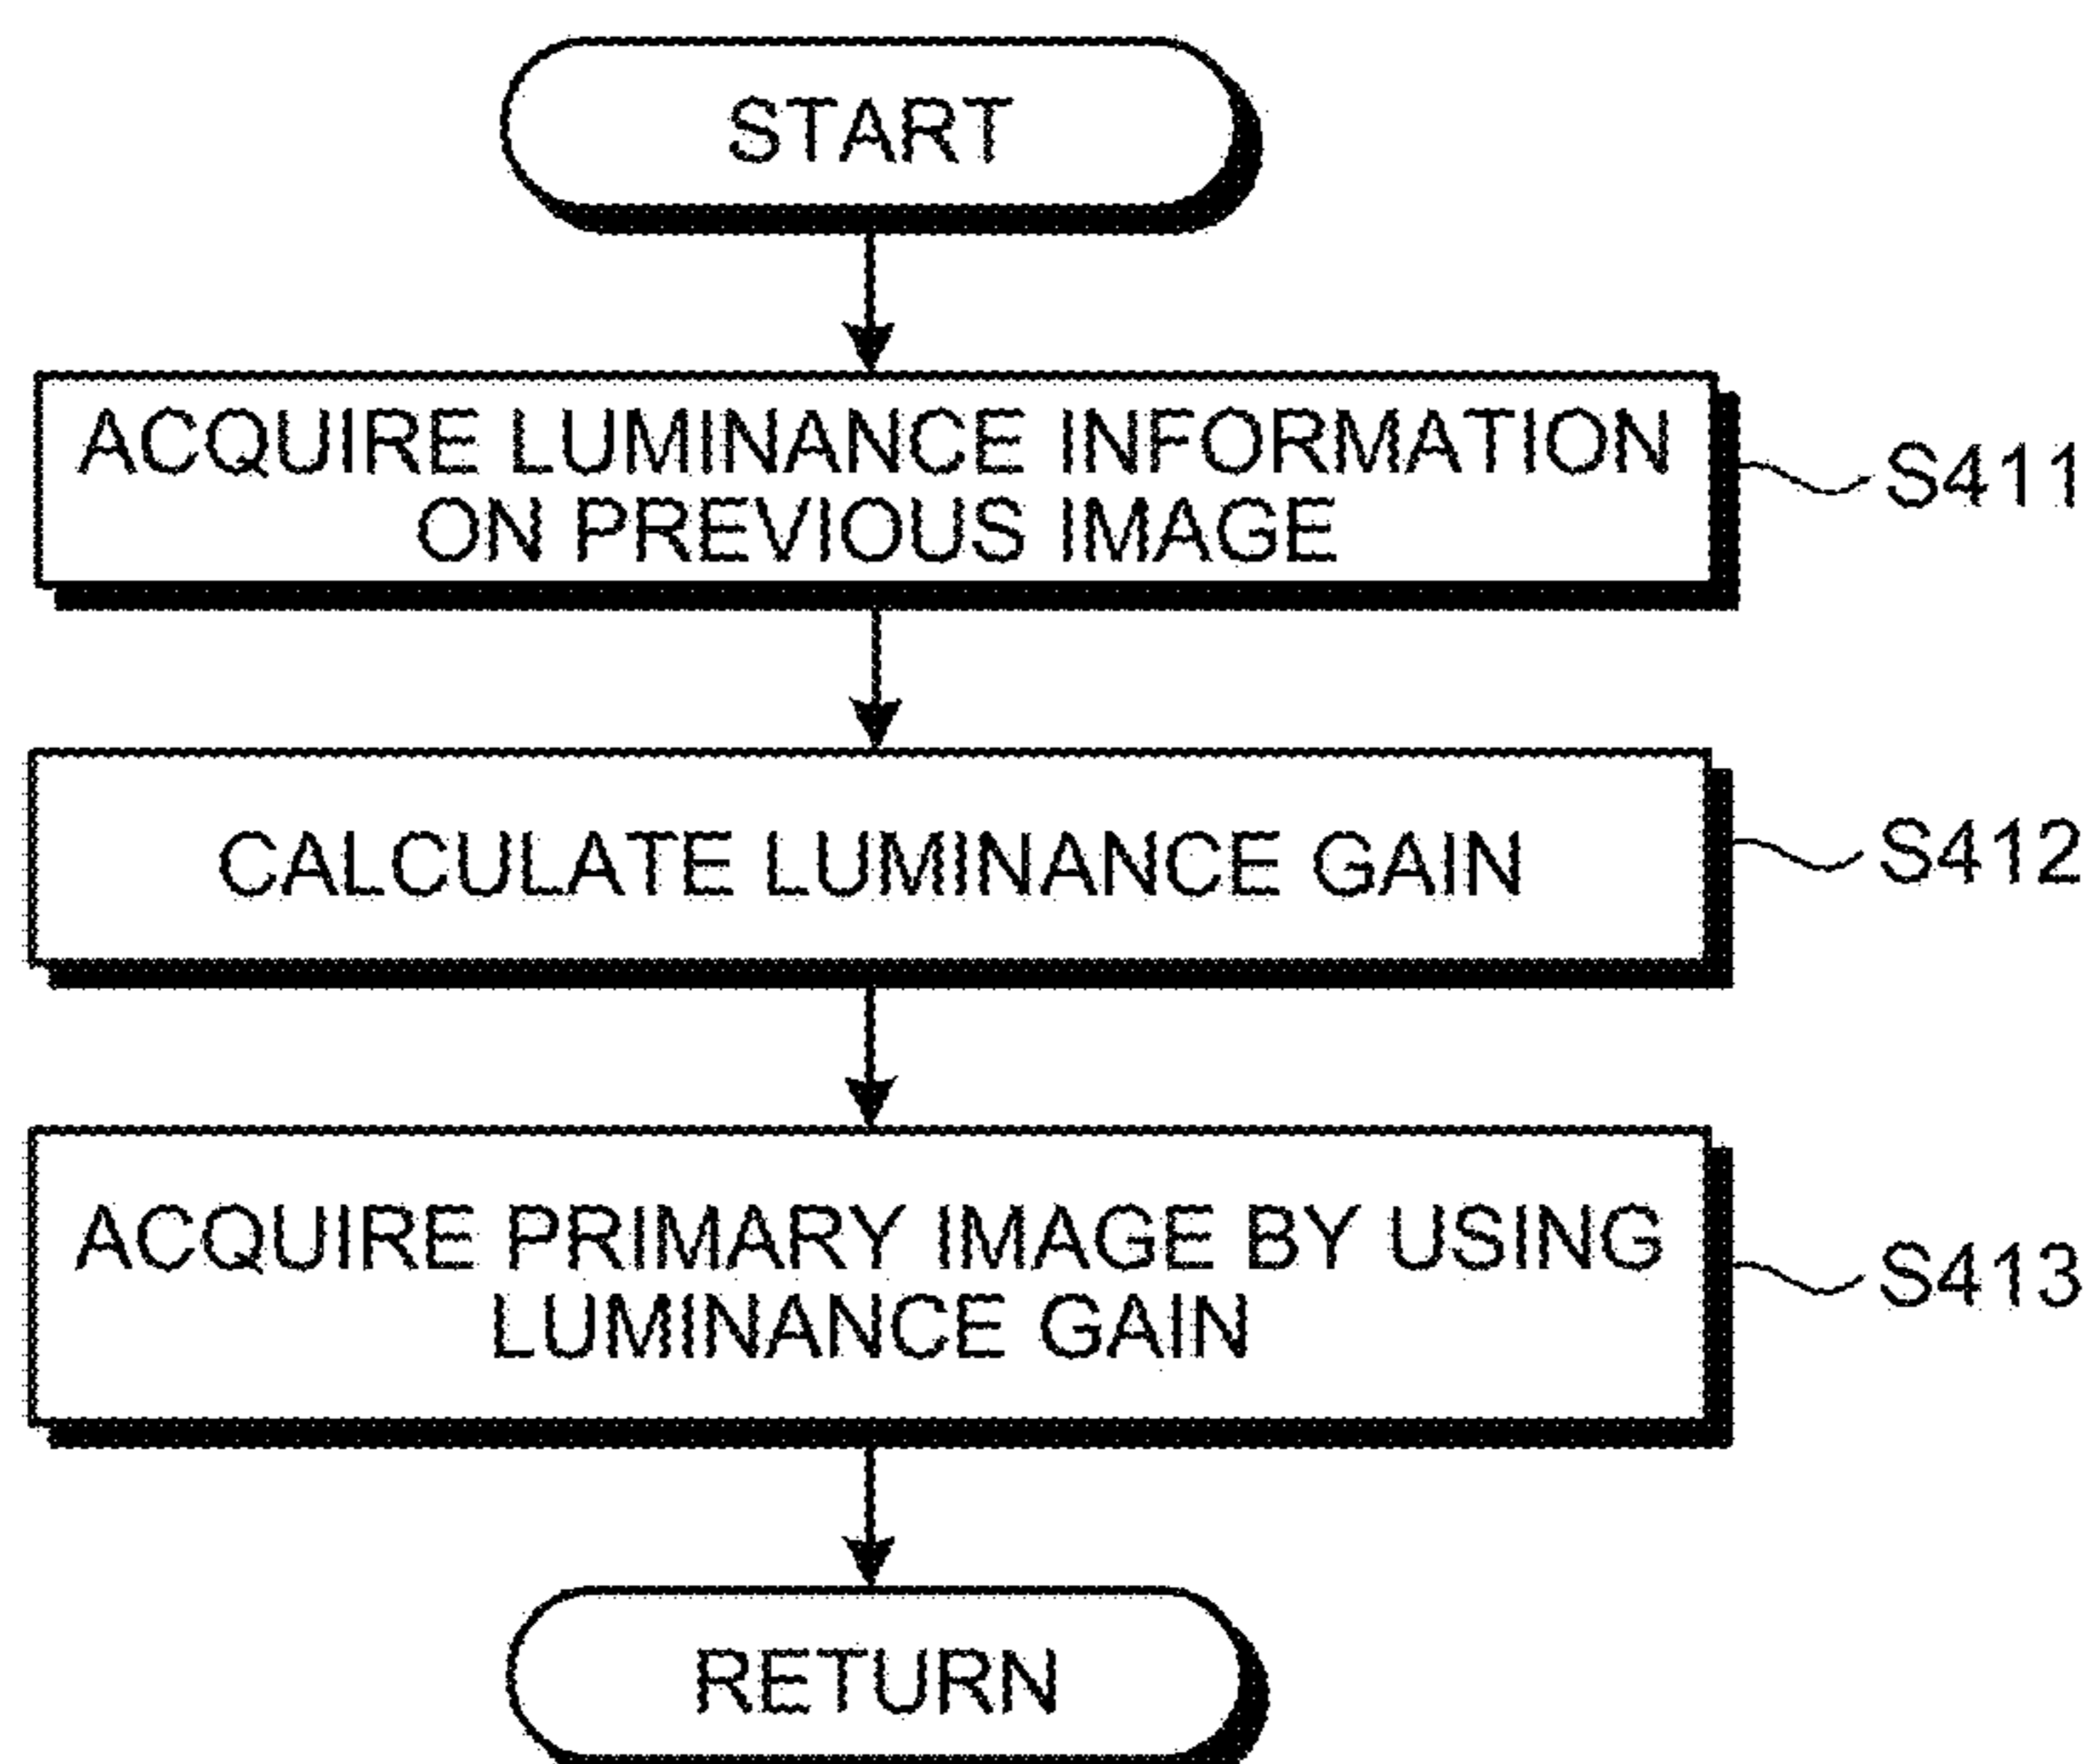 START
ACQUIRE LUMINANCE INFORMATION
ON PREVIOUS IMAGE
S411
CALCULATE LUMINANCE GAIN
S412
ACQUIRE PRIMARY IMAGE BY USING
LUMINANCE GAIN
S413
RETURN